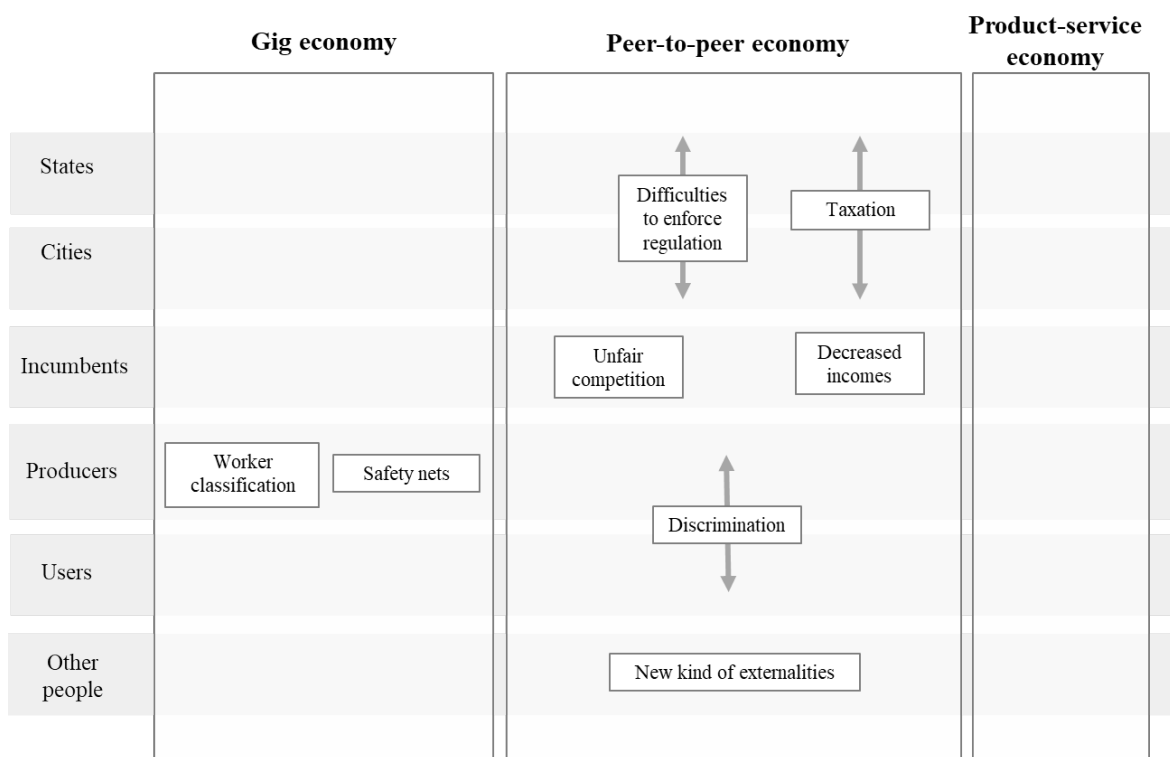 Gig economy
Peer-to-peer economy
Product-service
economy
States
Difficulties
to enforce
regulation
Taxation
Cities
Incumbents
Unfair
competition
Decreased
incomes
Producers
Worker
classification
Safety nets
Discrimination
Users
Other
people
New kind of externalities